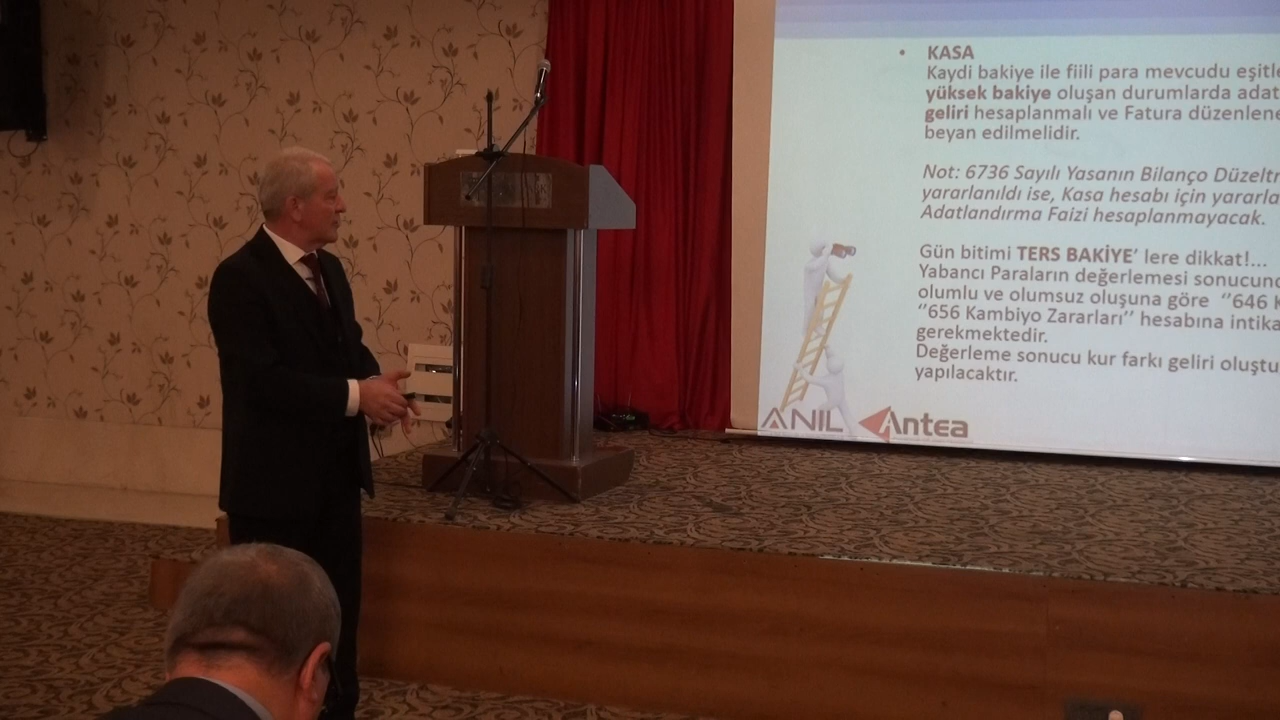 • KASA
Kaydi bakiye ile fiili para mevcudu eşitle
yüksek bakiye oluşan durumlarda adat
geliri hesaplanmalı ve Fatura düzenlene
beyan edilmelidir.
Not: 6736 Sayılı Yasanın Bilanço Düzeltm
yararlanıldı ise, Kasa hesabı için yararla
Adatlandırma Faizi hesaplanmayacak.
Gün bitimi TERS BAKİYE' lere dikkat!...
Yabancı Paraların değerlemesi sonucund
olumlu ve olumsuz oluşuna göre ‘’646 K
‘’656 Kambiyo Zararları’’ hesabına intika
gerekmektedir.
Değerleme sonucu kur farkı geliri oluştu
yapılacaktır.
ANIL Antea